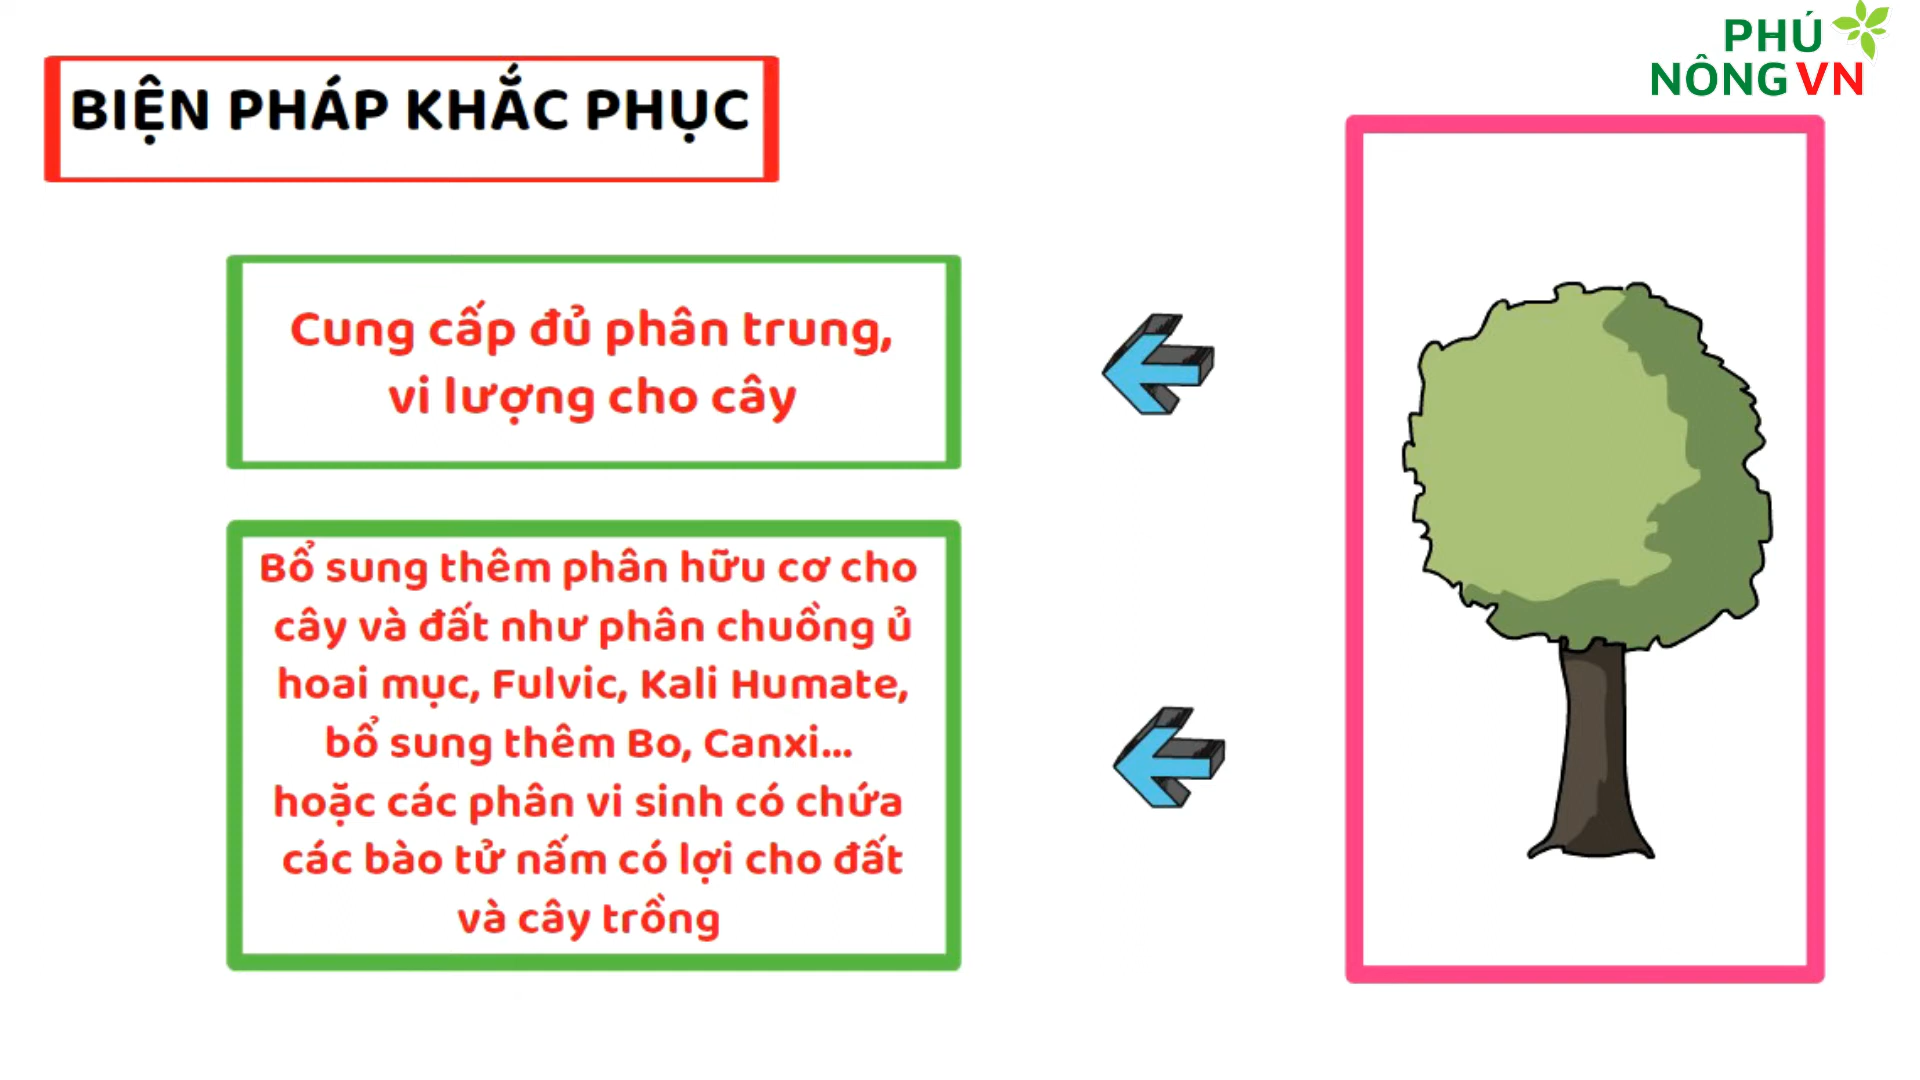 PHÚ
NÔNG VN
BIỆN PHÁP KHẮC PHỤC
Cung cấp đủ phân trung,
vi lượng cho cây
Bổ sung thêm phân hữu cơ cho
cây và đất như phân chuồng ủ
hoai mục, Fulvic, Kali Humate,
bổ sung thêm Bo, Canxi...
hoặc các phân vi sinh có chứa
các bào tử nấm có lợi cho đất
và cây trồng